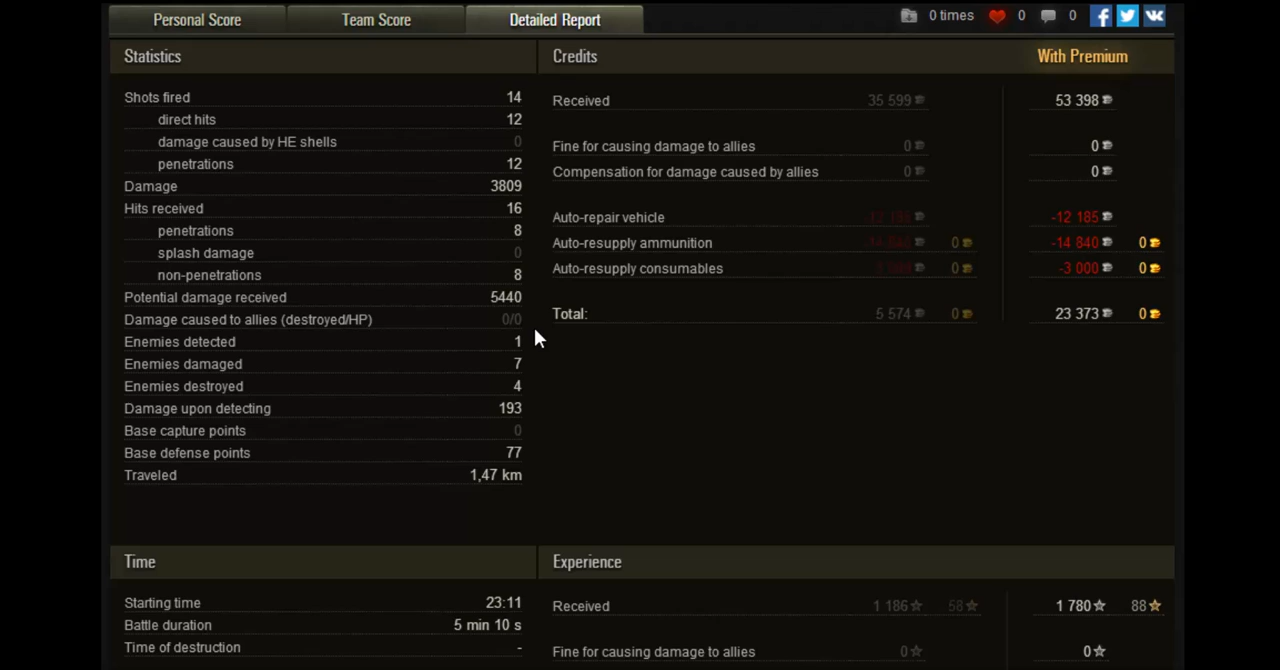 Personal Score Team Score Detailed Report 0 times 0 0
Statistics
Shots fired 14
direct hits 12
damage caused by HE shells 0
penetrations 12
Damage 3809
Hits received 16
penetrations 8
splash damage 0
non-penetrations 8
Potential damage received 5440
Damage caused to allies (destroyed/HP) 0/0
Enemies detected 1
Enemies damaged 7
Enemies destroyed 4
Damage upon detecting 193
Base capture points 0
Base defense points 77
Traveled 1,47 km
Credits With Premium
Received 35 599 53 398
Fine for causing damage to allies 0 0
Compensation for damage caused by allies 0 0
Auto-repair vehicle -12 185 -12 185
Auto-resupply ammunition -14 840 0 -14 840 0
Auto-resupply consumables -3 000 0 -3 000 0
Total: 5 574 0 23 373 0
Time
Starting time 23:11
Battle duration 5 min 10 s
Time of destruction -
Experience
Received 1 186 58 1 780 88
Fine for causing damage to allies 0 0